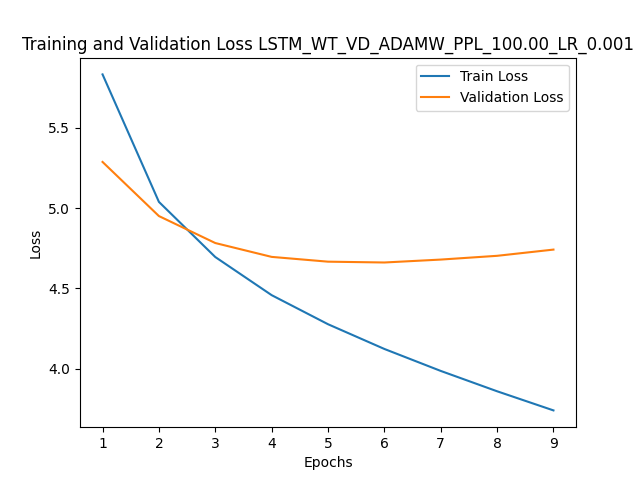 Training and Validation Loss LSTM_WT_VD_ADAMW_PPL_100.00_LR_0.001
Train Loss
Validation Loss
5.5
5.0
4.5
4.0
Loss
1 2 3 4 5 6 7 8 9
Epochs